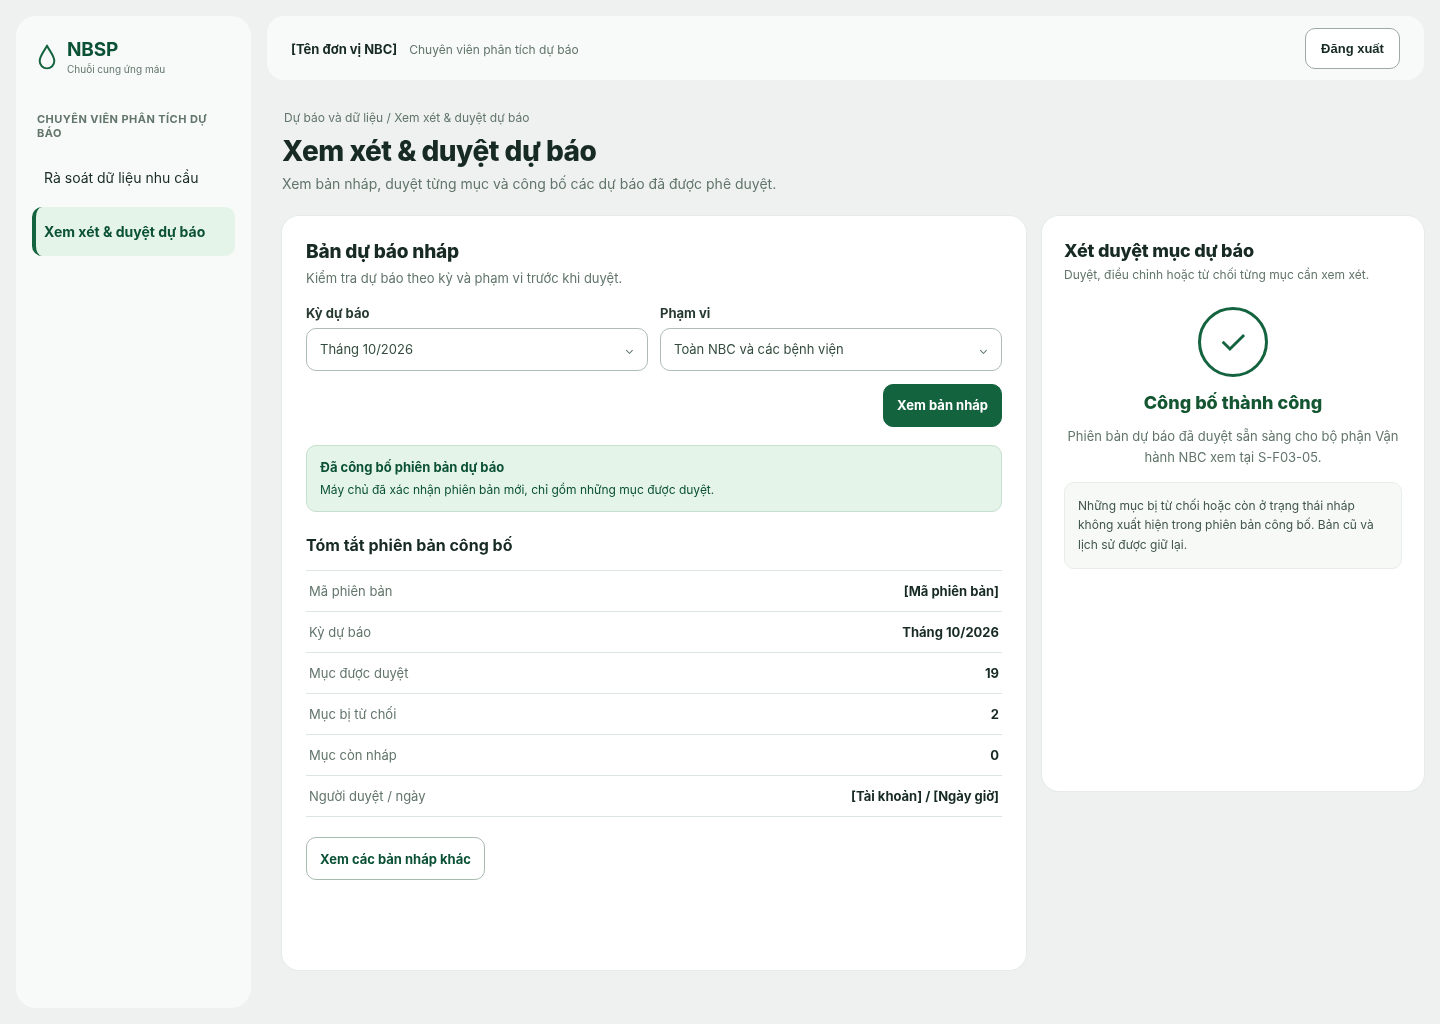 NBSP
Chuỗi cung ứng máu
CHUYÊN VIÊN PHÂN TÍCH DỰ
BÁO
Rà soát dữ liệu nhu cầu
Xem xét & duyệt dự báo
[Tên đơn vị NBC] Chuyên viên phân tích dự báo
Đăng xuất
Dự báo và dữ liệu / Xem xét & duyệt dự báo
Xem xét & duyệt dự báo
Xem bản nháp, duyệt từng mục và công bố các dự báo đã được phê duyệt.
Bản dự báo nháp
Kiểm tra dự báo theo kỳ và phạm vi trước khi duyệt.
Kỳ dự báo
Phạm vi
Tháng 10/2026
Toàn NBC và các bệnh viện
Xem bản nháp
Đã công bố phiên bản dự báo
Máy chủ đã xác nhận phiên bản mới, chỉ gồm những mục được duyệt.
Tóm tắt phiên bản công bố
Mã phiên bản [Mã phiên bản]
Kỳ dự báo Tháng 10/2026
Mục được duyệt 19
Mục bị từ chối 2
Mục còn nháp 0
Người duyệt / ngày [Tài khoản] / [Ngày giờ]
Xem các bản nháp khác
Xét duyệt mục dự báo
Duyệt, điều chỉnh hoặc từ chối từng mục cần xem xét.
Công bố thành công
Phiên bản dự báo đã duyệt sẵn sàng cho bộ phận Vận
hành NBC xem tại S-F03-05.
Những mục bị từ chối hoặc còn ở trạng thái nháp
không xuất hiện trong phiên bản công bố. Bản cũ và
lịch sử được giữ lại.